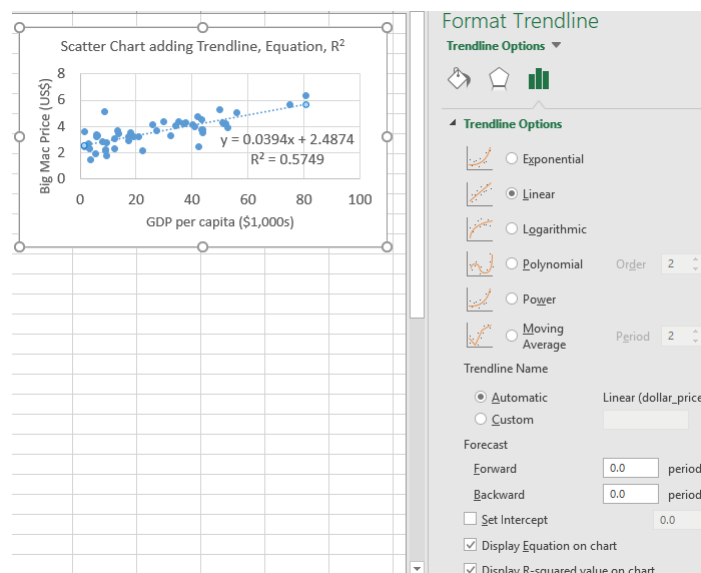 Scatter Chart adding Trendline, Equation, R²
8
6
4
2
0
Big Mac Price (US$)
y = 0.0394x + 2.4874
R² = 0.5749
0 20 40 60 80 100
GDP per capita ($1,000s)
Format Trendline
Trendline Options
Trendline Options
Exponential
Linear
Logarithmic
Polynomial Order 2
Power
Moving Average Period 2
Trendline Name
Automatic Linear (dollar_price
Custom
Forecast
Forward 0.0 period
Backward 0.0 period
Set Intercept 0.0
Display Equation on chart
Display R-squared value on chart